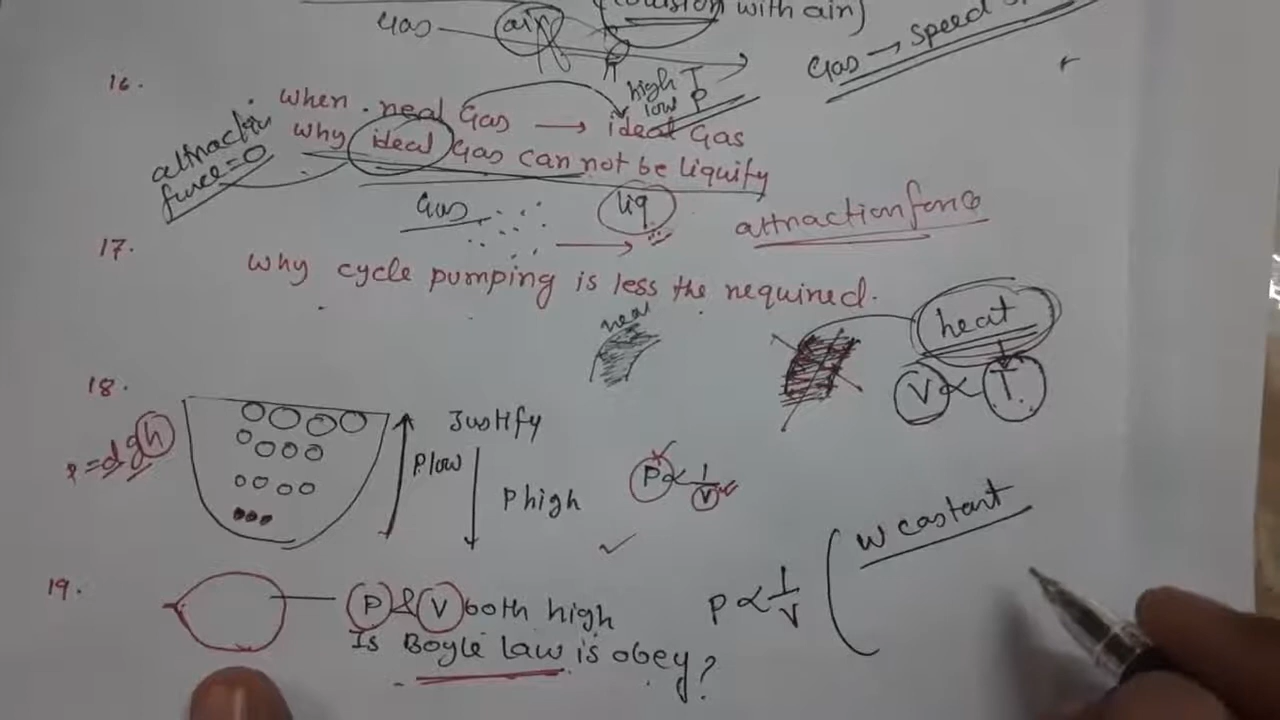 (collision with air)
Gas air
Gas → speed
16.
high T
low P
When real Gas → ideal Gas
why ideal Gas can not be liquify
attraction
force=0
Gas → liq
attraction force
17.
why cycle pumping is less the required.
heat
V ∝ T
18.
Justify
P=dgh
P low
P high
P ∝ 1/V
19.
P & V both high
Is Boyle law is obey?
P ∝ 1/V
w castant